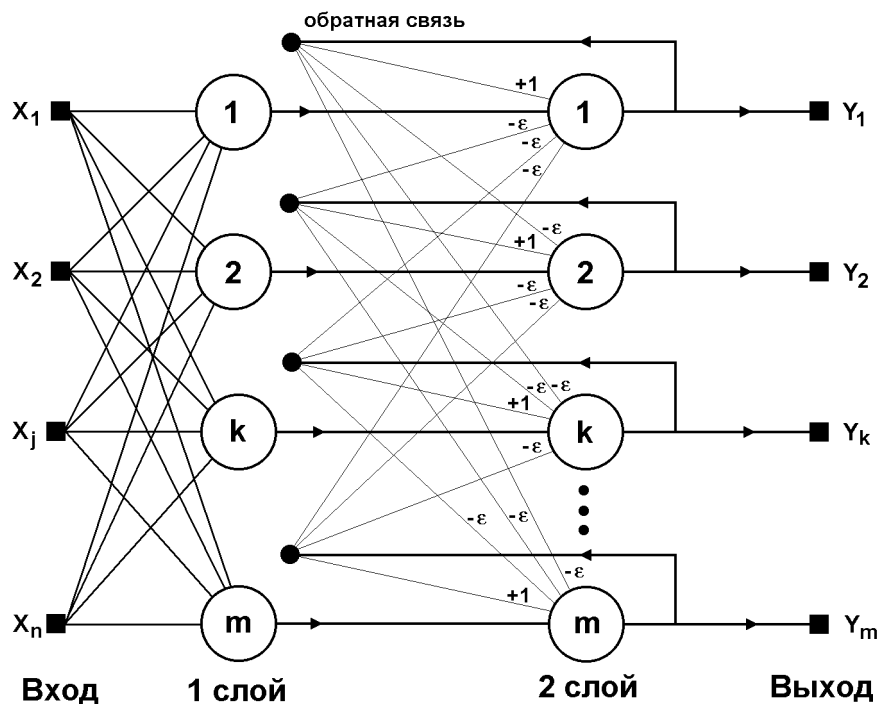 обратная связь
+1
X1 1 1 Y1
-ε
-ε
-ε
-ε
+1
X2 2 2 Y2
-ε
-ε
-ε -ε
+1
Xj k k Yk
-ε
-ε -ε
-ε
+1
Xn m m Ym
Вход 1 слой 2 слой Выход